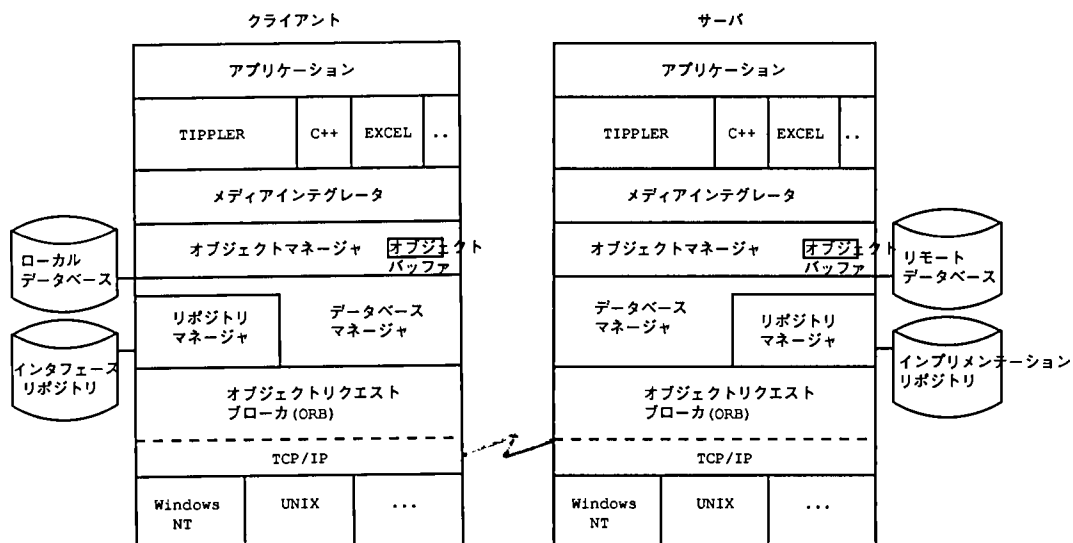 クライアント
アプリケーション
TIPPLER
C++
EXCEL
..
メディアインテグレータ
オブジェクトマネージャ
オブジェクト
バッファ
ローカル
データベース
リポジトリ
マネージャ
データベース
マネージャ
インタフェース
リポジトリ
オブジェクトリクエスト
ブローカ(ORB)
TCP/IP
Windows
NT
UNIX
...
サーバ
アプリケーション
TIPPLER
C++
EXCEL
..
メディアインテグレータ
オブジェクトマネージャ
オブジェクト
バッファ
リモート
データベース
データベース
マネージャ
リポジトリ
マネージャ
インプリメンテーション
リポジトリ
オブジェクトリクエスト
ブローカ(ORB)
TCP/IP
Windows
NT
UNIX
...